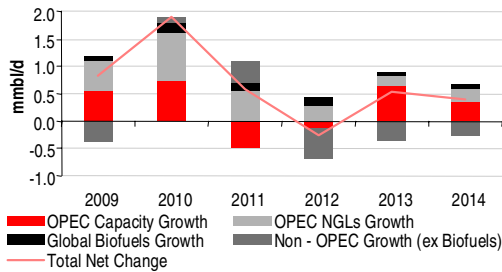 mmbl/d
2.0
1.5
1.0
0.5
0.0
-0.5
-1.0
2009 2010 2011 2012 2013 2014
OPEC Capacity Growth OPEC NGLs Growth
Global Biofuels Growth Non - OPEC Growth (ex Biofuels)
Total Net Change